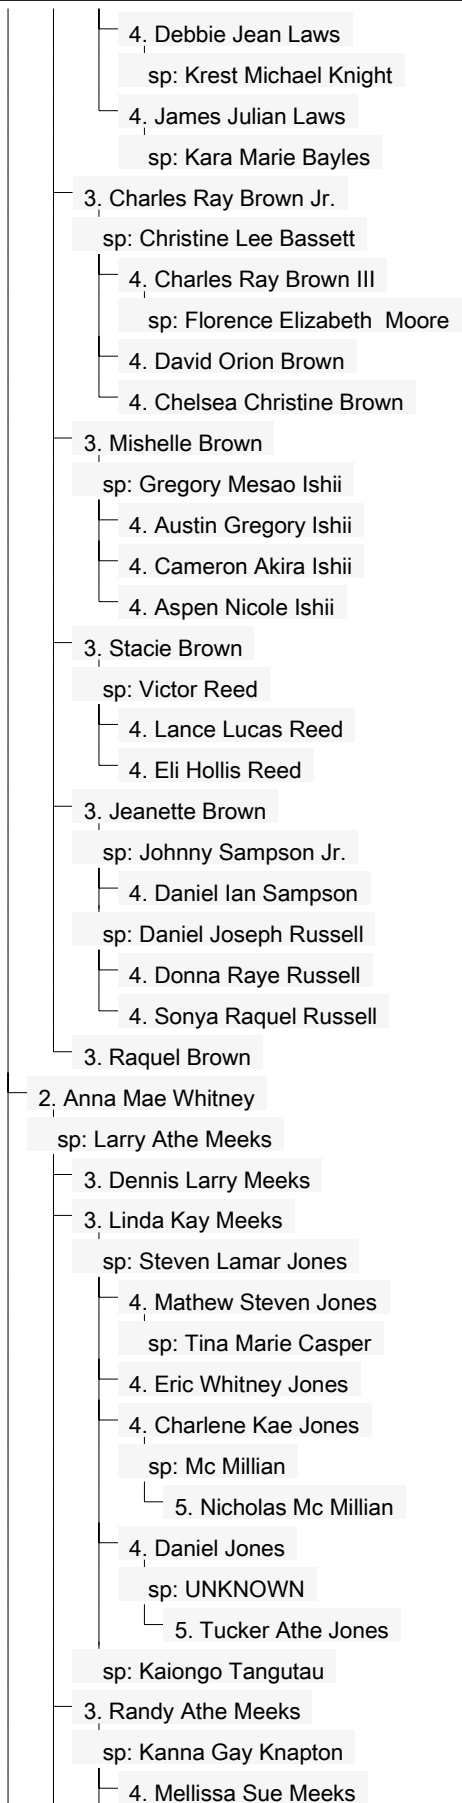 4. Debbie Jean Laws
sp: Krest Michael Knight
4. James Julian Laws
sp: Kara Marie Bayles
3. Charles Ray Brown Jr.
sp: Christine Lee Bassett
4. Charles Ray Brown III
sp: Florence Elizabeth Moore
4. David Orion Brown
4. Chelsea Christine Brown
3. Mishelle Brown
sp: Gregory Mesao Ishii
4. Austin Gregory Ishii
4. Cameron Akira Ishii
4. Aspen Nicole Ishii
3. Stacie Brown
sp: Victor Reed
4. Lance Lucas Reed
4. Eli Hollis Reed
3. Jeanette Brown
sp: Johnny Sampson Jr.
4. Daniel Ian Sampson
sp: Daniel Joseph Russell
4. Donna Raye Russell
4. Sonya Raquel Russell
3. Raquel Brown
2. Anna Mae Whitney
sp: Larry Athe Meeks
3. Dennis Larry Meeks
3. Linda Kay Meeks
sp: Steven Lamar Jones
4. Mathew Steven Jones
sp: Tina Marie Casper
4. Eric Whitney Jones
4. Charlene Kae Jones
sp: Mc Millian
5. Nicholas Mc Millian
4. Daniel Jones
sp: UNKNOWN
5. Tucker Athe Jones
sp: Kaiongo Tangutau
3. Randy Athe Meeks
sp: Kanna Gay Knapton
4. Mellissa Sue Meeks